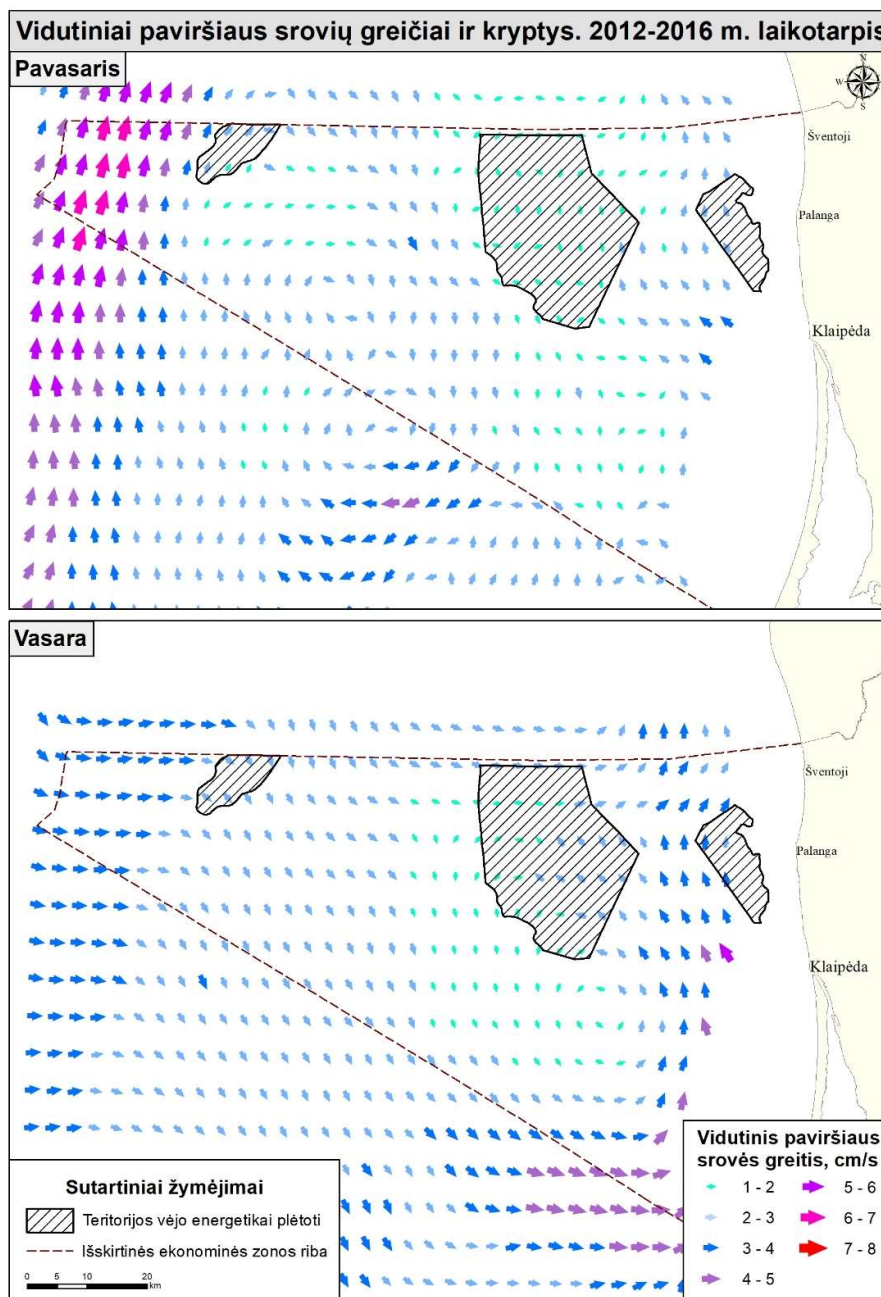 Vidutiniai paviršiaus srovių greičiai ir kryptys. 2012-2016 m. laikotarpis
Pavasaris
N
W
S
Šventoji
Palanga
Klaipėda
Vasara
Šventoji
Palanga
Klaipėda
Sutartiniai žymėjimai
Teritorijos vėjo energetikai plėtoti
Išskirtinės ekonominės zonos riba
0 5 10 20
km
Vidutinis paviršiaus
srovės greitis, cm/s
1 - 2
5 - 6
2 - 3
6 - 7
3 - 4
7 - 8
4 - 5